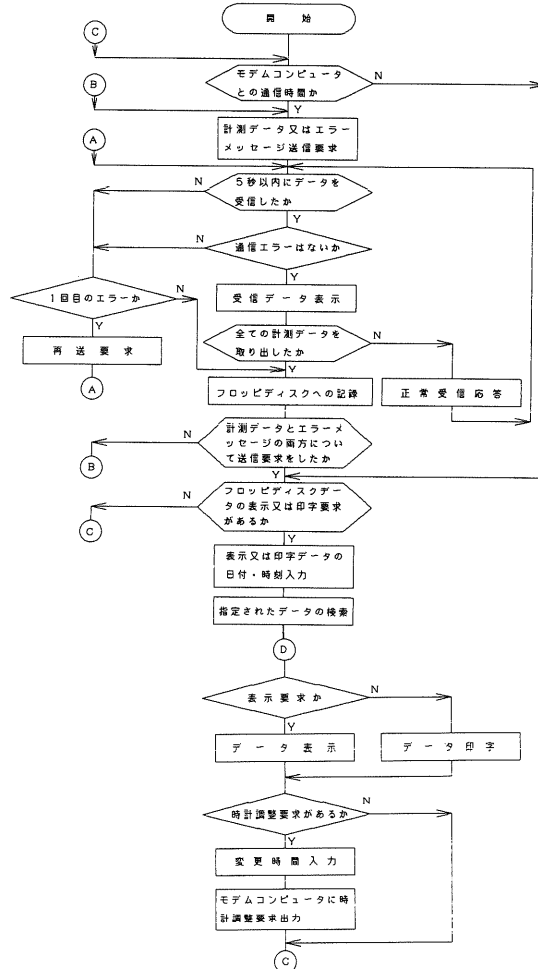 開始
C
モデムコンピュータ
との通信時間か
N
B
Y
計測データ又はエラー
メッセージ送信要求
A
5秒以内にデータを
受信したか
N
Y
通信エラーはないか
N
Y
1回目のエラーか
N
受信データ表示
Y
再送要求
全ての計測データを
取り出したか
N
Y
A
フロッピディスクへの記録
正常受信応答
計測データとエラーメ
ッセージの両方につい
て送信要求をしたか
N
B
Y
フロッピディスクデー
タの表示又は印字要求
があるか
N
C
Y
表示又は印字データの
日付・時刻入力
指定されたデータの検索
D
表示要求か
N
Y
データ表示
データ印字
時計調整要求があるか
N
Y
変更時間入力
モデムコンピュータに時
計調整要求出力
C